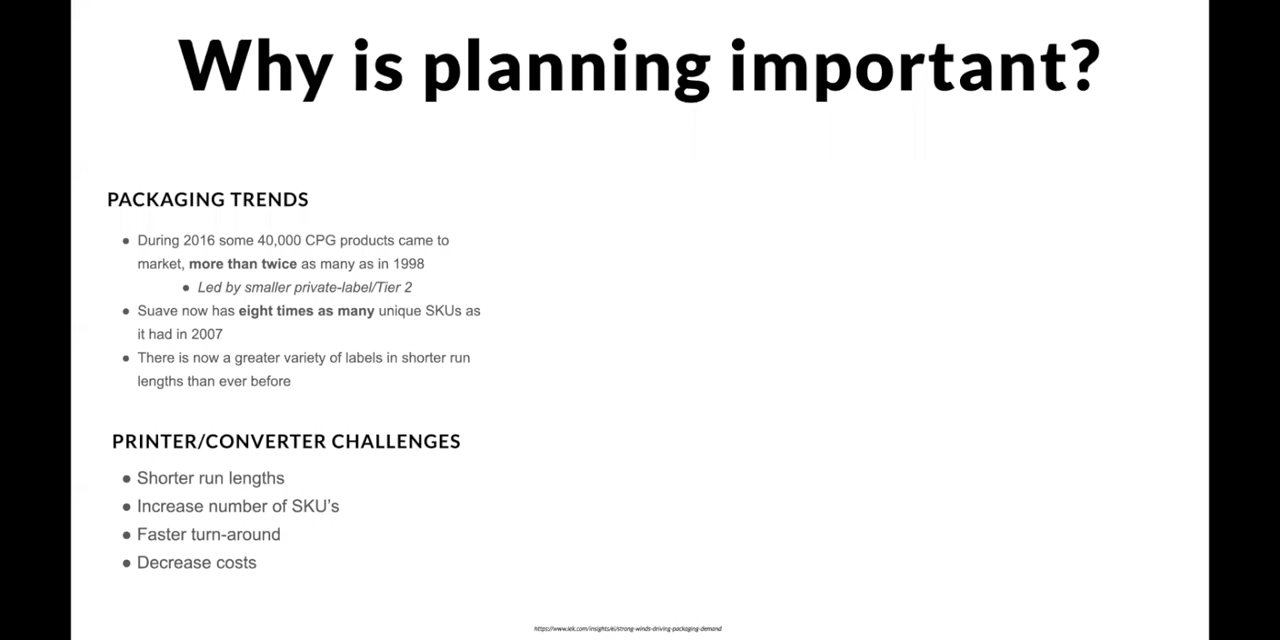 Why is planning important?
PACKAGING TRENDS
● During 2016 some 40,000 CPG products came to
market, more than twice as many as in 1998
● Led by smaller private-label/Tier 2
● Suave now has eight times as many unique SKUs as
it had in 2007
● There is now a greater variety of labels in shorter run
lengths than ever before
PRINTER/CONVERTER CHALLENGES
● Shorter run lengths
● Increase number of SKU's
● Faster turn-around
● Decrease costs
https://www.lek.com/insights/ei/strong-winds-driving-packaging-demand